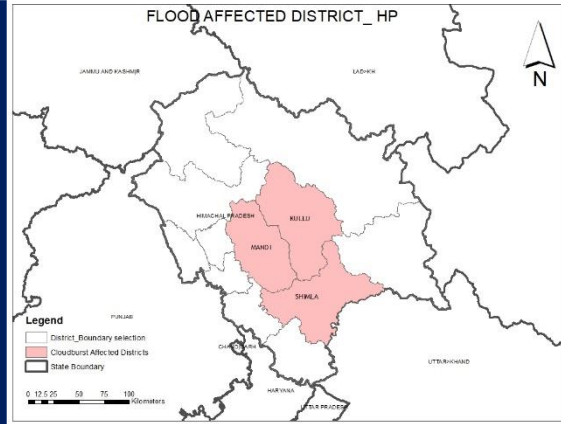 FLOOD AFFECTED DISTRICT_ HP
N
JAMMU AND KASHMIR
LADAKH
HIMACHAL PRADESH
KULLU
MANDI
SHIMLA
PUNJAB
CHANDIGARH
HARYANA
UTTAR PRADESH
UTTARAKHAND
Legend
District_Boundary selection
Cloudburst Affected Districts
State Boundary
0 12.5 25 50 75 100
Kilometers